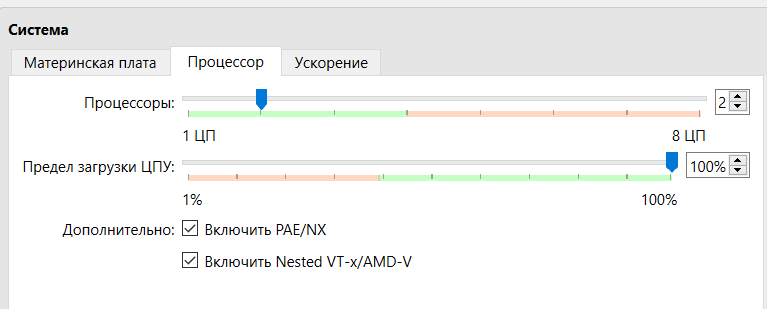 Система
Материнская плата Процессор Ускорение
Процессоры: 2
1 ЦП 8 ЦП
Предел загрузки ЦПУ: 100%
1% 100%
Дополнительно: Включить PAE/NX
Включить Nested VT-x/AMD-V